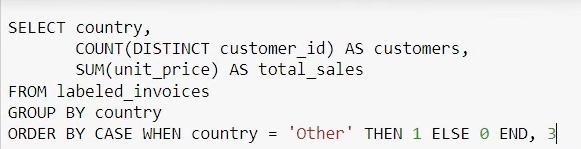 SELECT country,
       COUNT(DISTINCT customer_id) AS customers,
       SUM(unit_price) AS total_sales
FROM labeled_invoices
GROUP BY country
ORDER BY CASE WHEN country = 'Other' THEN 1 ELSE 0 END, 3